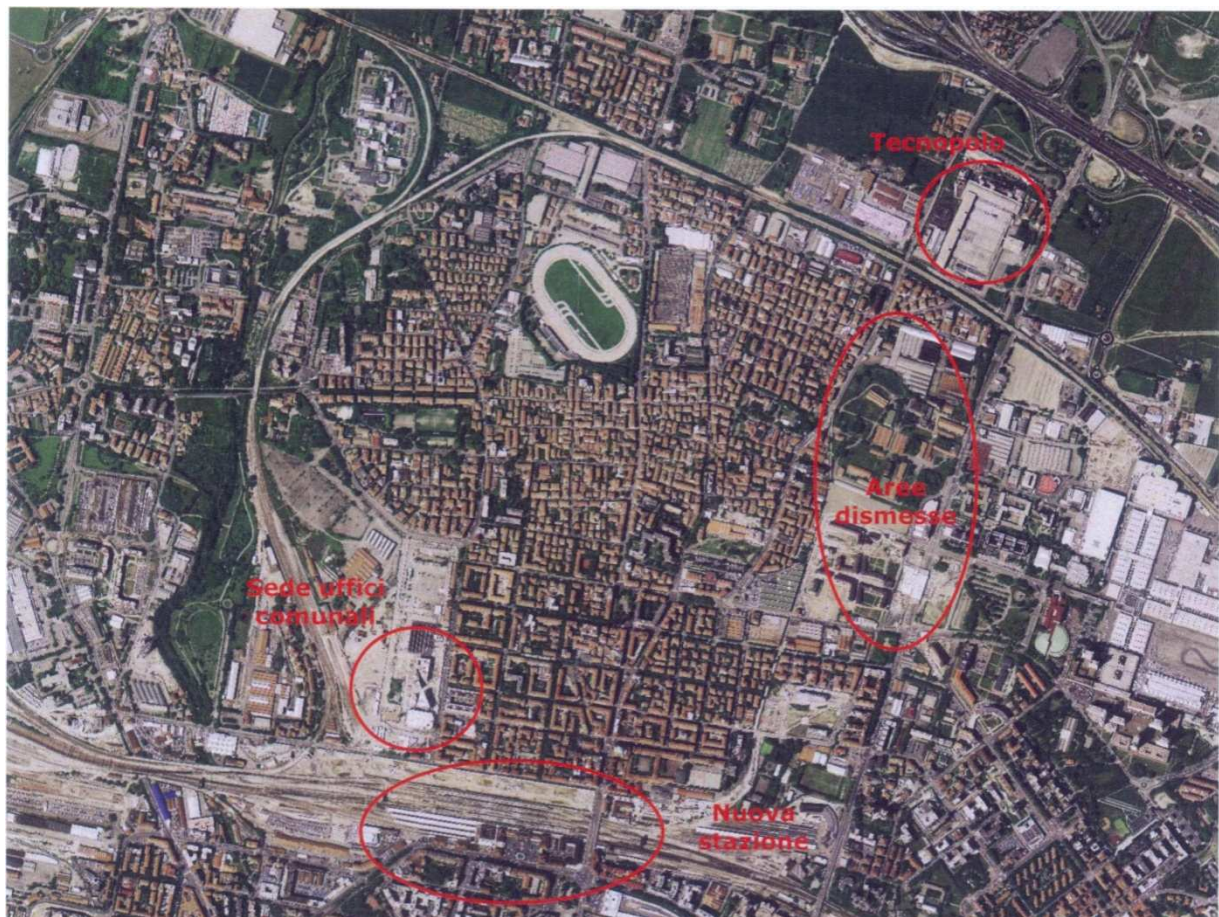 Tecnopolo
Aree
dismesse
Sede uffici
comunali
Nuova
stazione